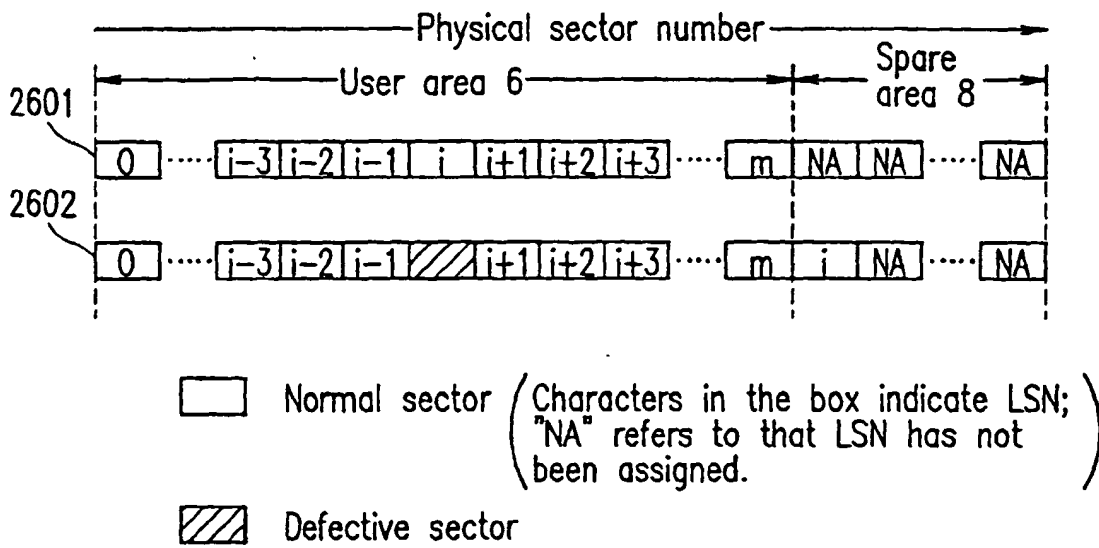 Physical sector number
User area 6
Spare
area 8
2601
0 ····· i-3 i-2 i-1 i i+1 i+2 i+3 ····· m NA NA ····· NA
2602
0 ····· i-3 i-2 i-1 i+1 i+2 i+3 ····· m i NA ····· NA
Normal sector (Characters in the box indicate LSN;
"NA" refers to that LSN has not
been assigned.)
Defective sector